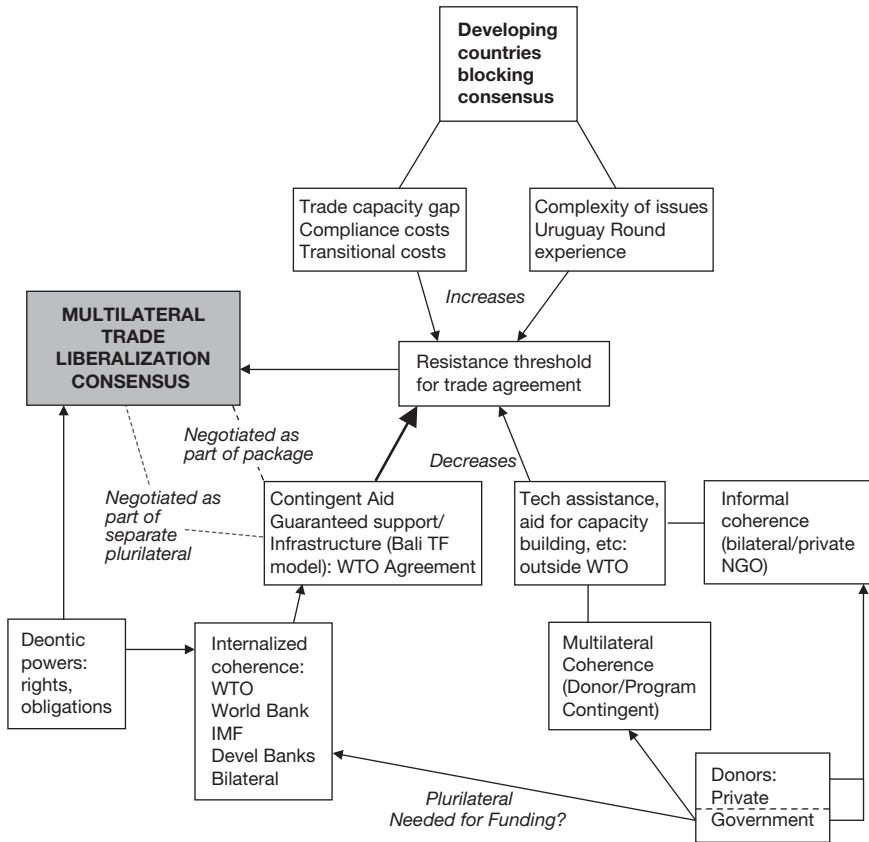 Developing
countries
blocking
consensus
Trade capacity gap
Compliance costs
Transitional costs
Complexity of issues
Uruguay Round
experience
Increases
MULTILATERAL
TRADE
LIBERALIZATION
CONSENSUS
Resistance threshold
for trade agreement
Negotiated as
part of package
Decreases
Negotiated as
part of
separate
plurilateral
Contingent Aid
Guaranteed support/
Infrastructure (Bali TF
model): WTO Agreement
Tech assistance,
aid for capacity
building, etc:
outside WTO
Informal
coherence
(bilateral/private
NGO)
Deontic
powers:
rights,
obligations
Internalized
coherence:
WTO
World Bank
IMF
Devel Banks
Bilateral
Multilateral
Coherence
(Donor/Program
Contingent)
Plurilateral
Needed for Funding?
Donors:
Private
Government